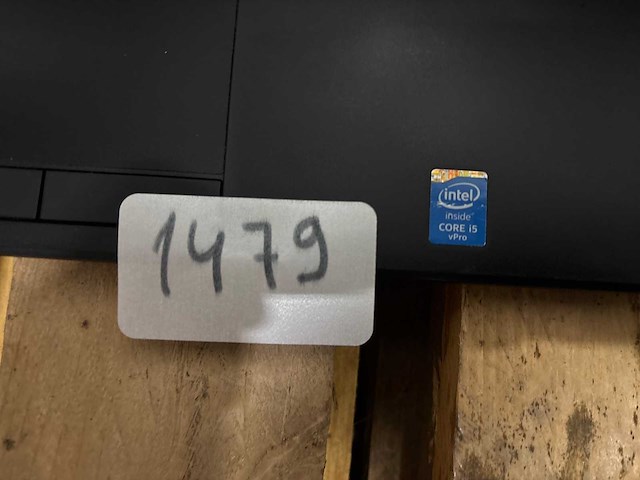 1479
intel
inside
CORE i5
vPro